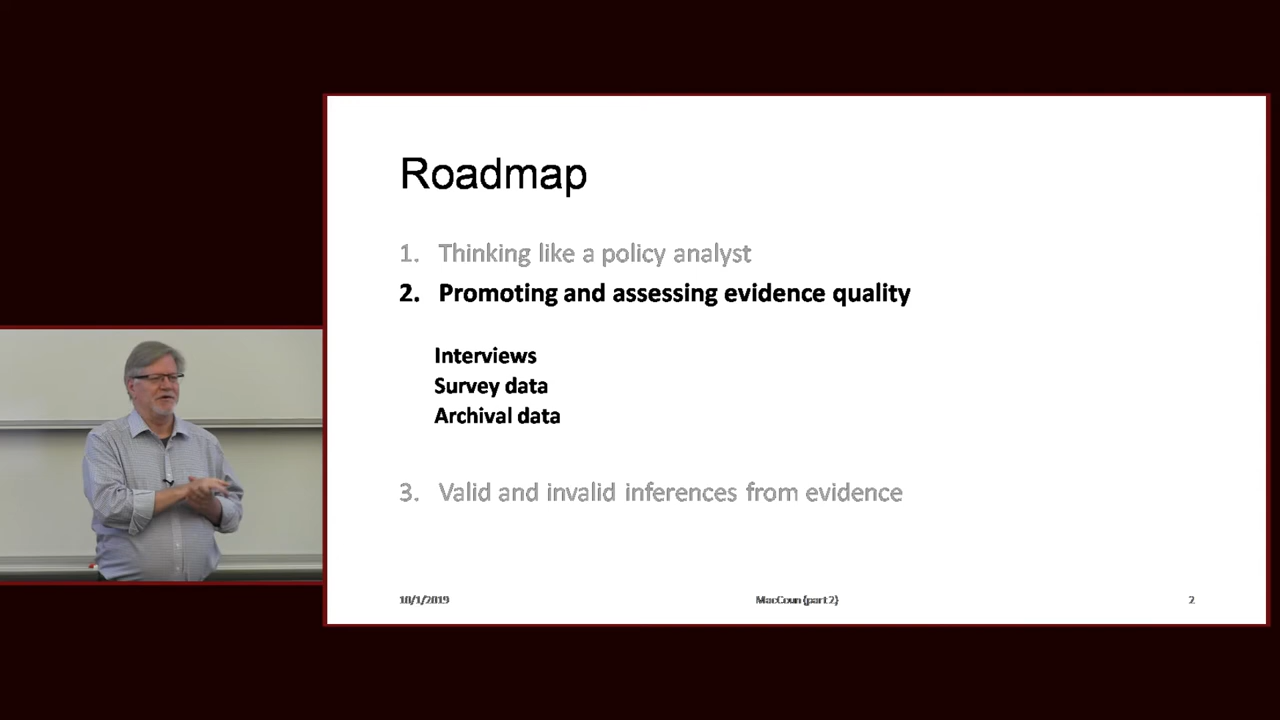 Roadmap
1. Thinking like a policy analyst
2. Promoting and assessing evidence quality
Interviews
Survey data
Archival data
3. Valid and invalid inferences from evidence
10/1/2019 MacCoun (part 2) 2